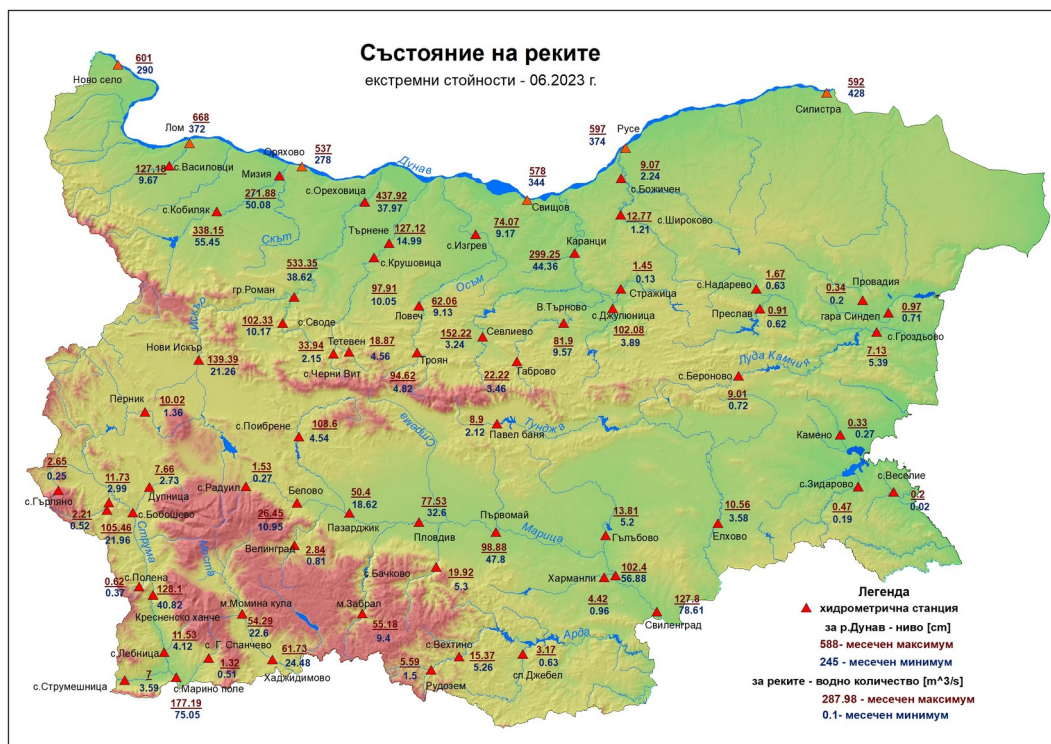 Състояние на реките
екстремни стойности - 06.2023 г.
601
290
Ново село
592
428
Силистра
668
372
Лом
597
374
Русе
537
278
Оряхово
Дунав
578
344
Свищов
127.18
9.67
с.Василовци
Мизия
271.88
50.08
с.Ореховица
437.92
37.97
9.07
2.24
с.Божичен
с.Кобиляк
338.15
55.45
Скът
Търнене
127.12
14.99
с.Крушовица
97.91
10.05
74.07
9.17
с.Изгрев
12.77
1.21
с.Широково
Каранци
299.25
44.36
533.35
38.62
гр.Роман
Искър
Осъм
62.06
9.13
Ловеч
1.45
0.13
Стражица
с.Надарево
1.67
0.63
Провадия
0.34
0.2
102.33
10.17
с.Своде
152.22
3.24
Севлиево
В.Търново
81.9
9.57
с.Джулюница
102.08
3.89
Преслав
0.91
0.62
гара Синдел
0.97
0.71
с.Гроздьово
7.13
5.39
Нови Искър
139.39
21.26
33.94
2.15
Тетевен
18.87
4.56
с.Черни Вит
Троян
94.62
4.82
Габрово
22.22
3.46
Луда Камчия
с.Бероново
9.01
0.72
Перник
10.02
1.36
с.Поибрене
108.6
4.54
Стряма
8.9
2.12
Павел баня
Тунджа
Камено
0.33
0.27
2.65
0.25
с.Гърляно
11.73
2.99
7.66
2.73
Дупница
с.Радуил
1.53
0.27
Белово
26.45
10.95
50.4
18.62
Пазарджик
77.53
32.6
Пловдив
Първомай
98.88
47.8
Марица
13.81
5.2
Гълъбово
10.56
3.58
Елхово
с.Зидарово
0.47
0.19
с.Веселие
0.2
0.02
2.21
0.52
с.Бобошево
105.46
21.96
Струма
Места
Велинград
2.84
0.81
с.Бачково
19.92
5.3
Харманли
4.42
0.96
102.4
56.88
127.8
78.61
Свиленград
0.62
0.37
с.Полена
128.1
40.82
Кресненско ханче
м.Момина кула
54.29
22.6
м.Забрал
55.18
9.4
Арда
11.53
4.12
с.Лебница
с. Г. Спанчево
1.32
0.51
61.73
24.48
Хаджидимово
с.Вехтино
15.37
5.26
5.59
1.5
Рудозем
3.17
0.63
сп.Джебел
с.Струмешница
7
3.59
с.Марино поле
177.19
75.05
Легенда
хидрометрична станция
за р.Дунав - ниво [cm]
588- месечен максимум
245 - месечен минимум
за реките - водно количество [m^3/s]
287.98 - месечен максимум
0.1- месечен минимум